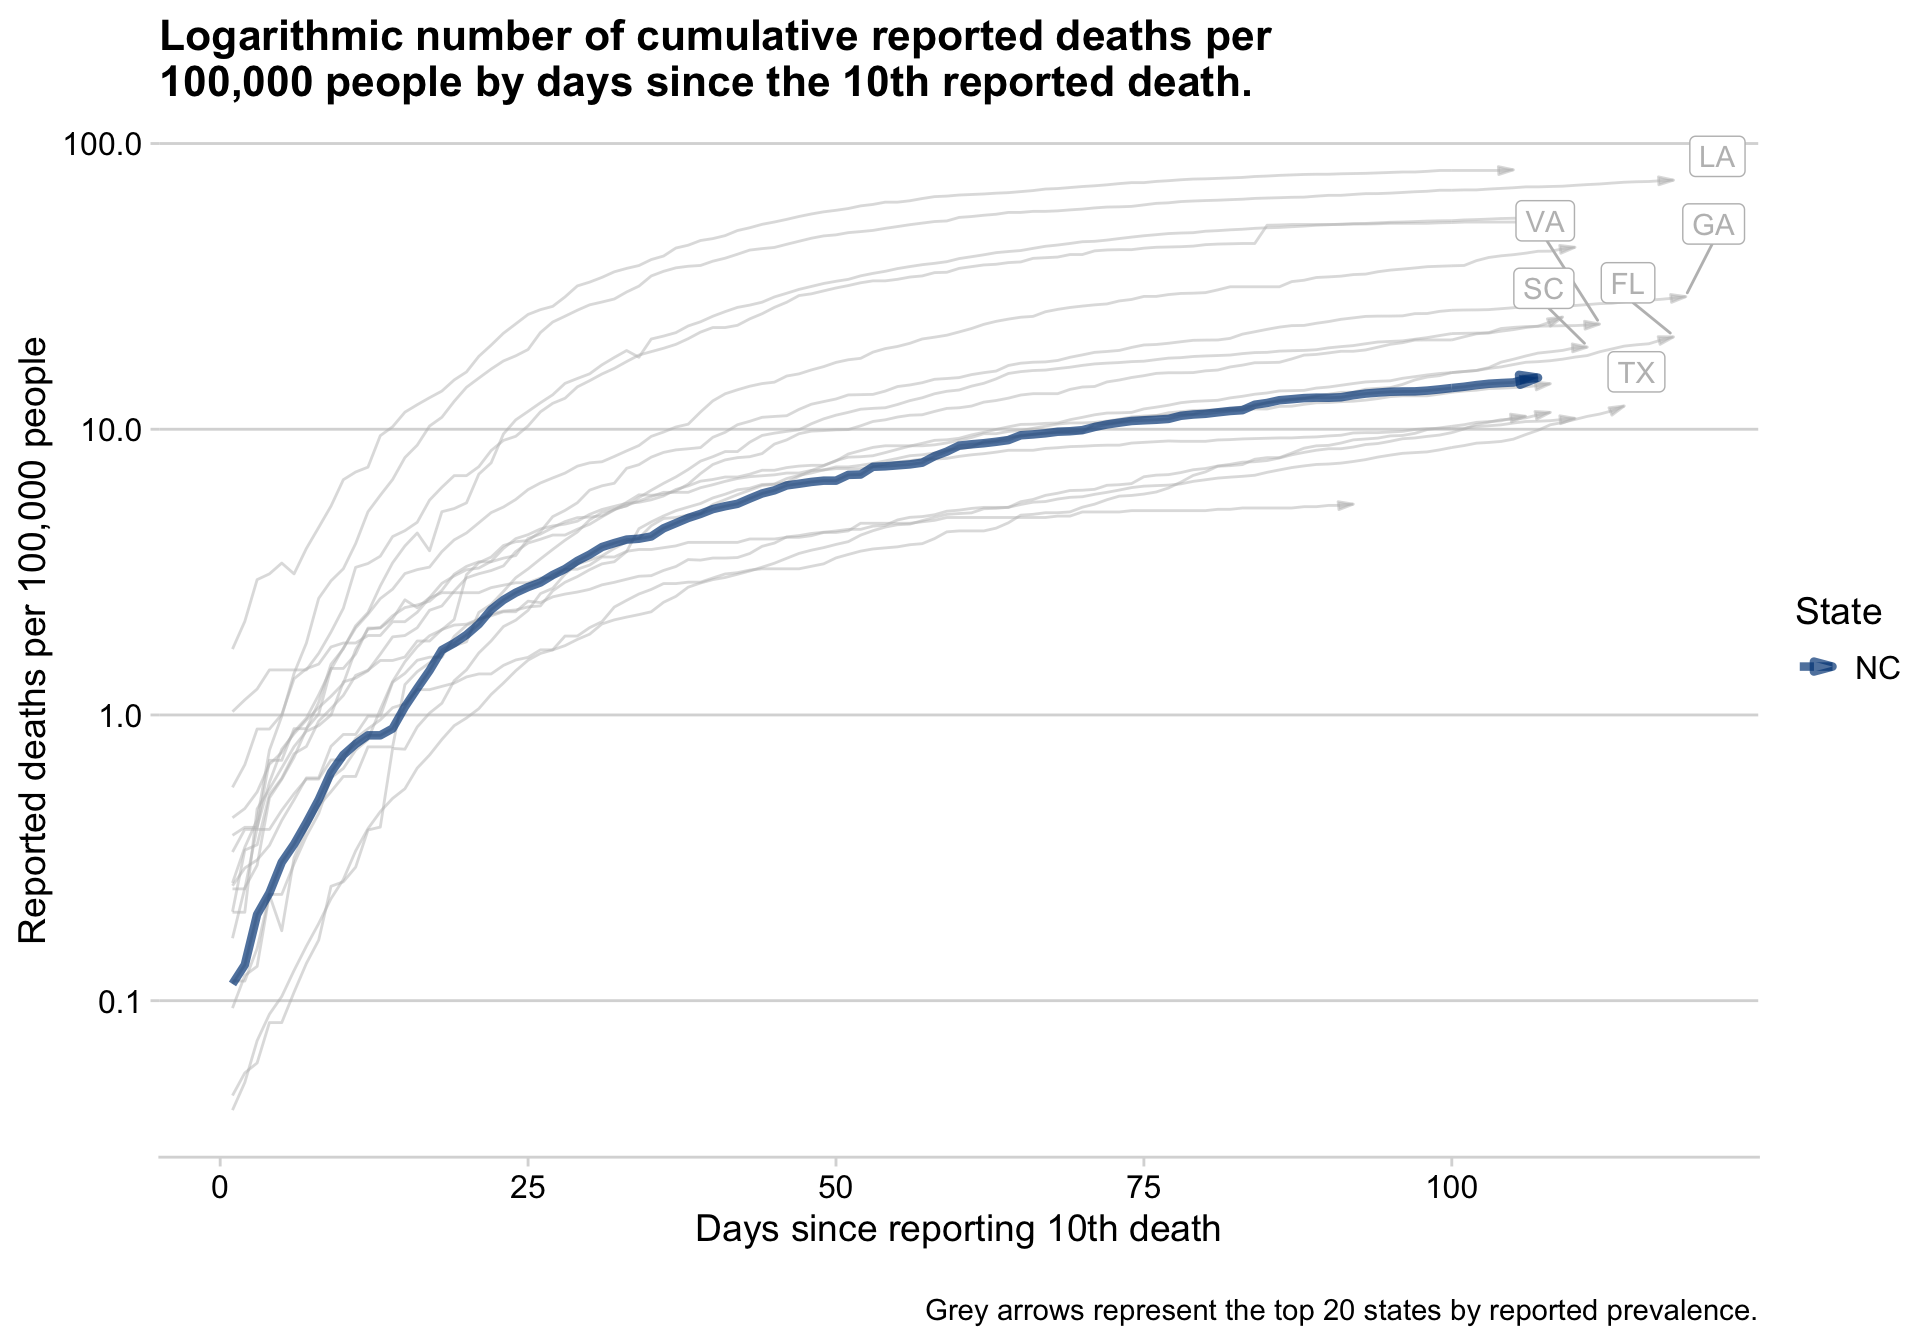 Logarithmic number of cumulative reported deaths per
100,000 people by days since the 10th reported death.
Reported deaths per 100,000 people
100.0
10.0
1.0
0.1
LA
VA
GA
SC
FL
TX
State
NC
0
25
50
75
100
Days since reporting 10th death
Grey arrows represent the top 20 states by reported prevalence.